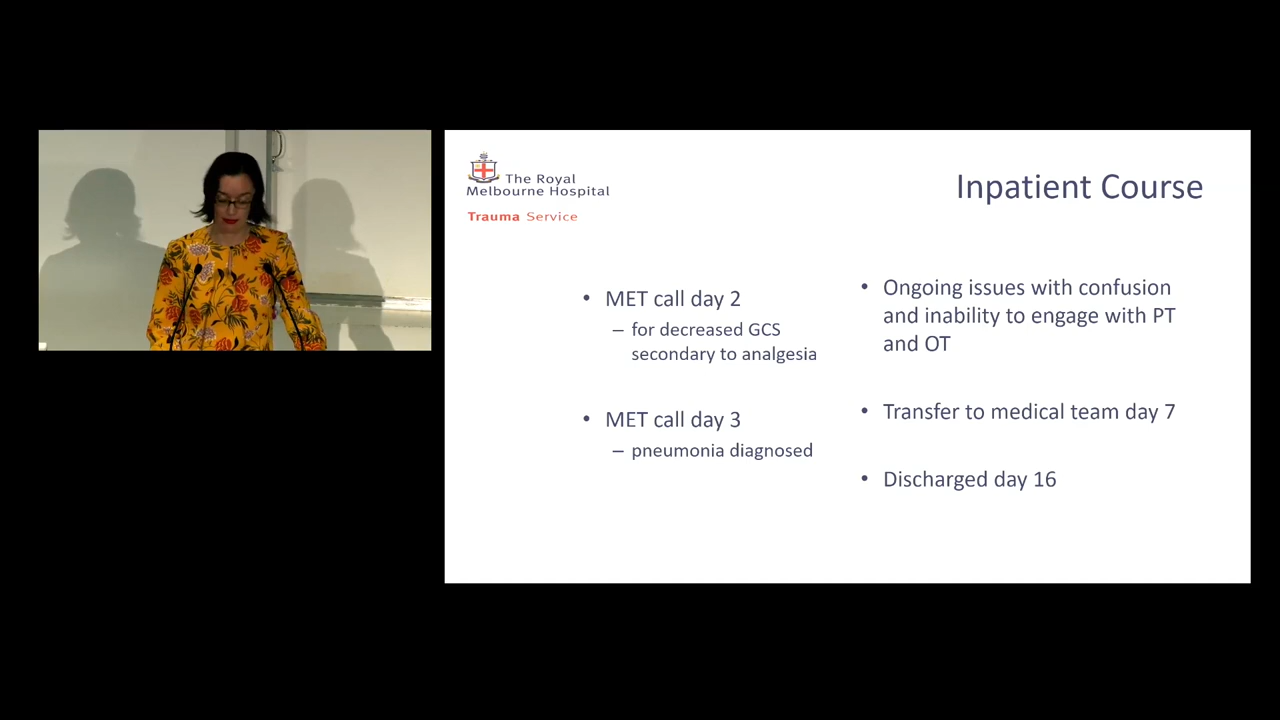 The Royal
Melbourne Hospital
Trauma Service
Inpatient Course
• MET call day 2
– for decreased GCS
secondary to analgesia
• MET call day 3
– pneumonia diagnosed
• Ongoing issues with confusion
and inability to engage with PT
and OT
• Transfer to medical team day 7
• Discharged day 16